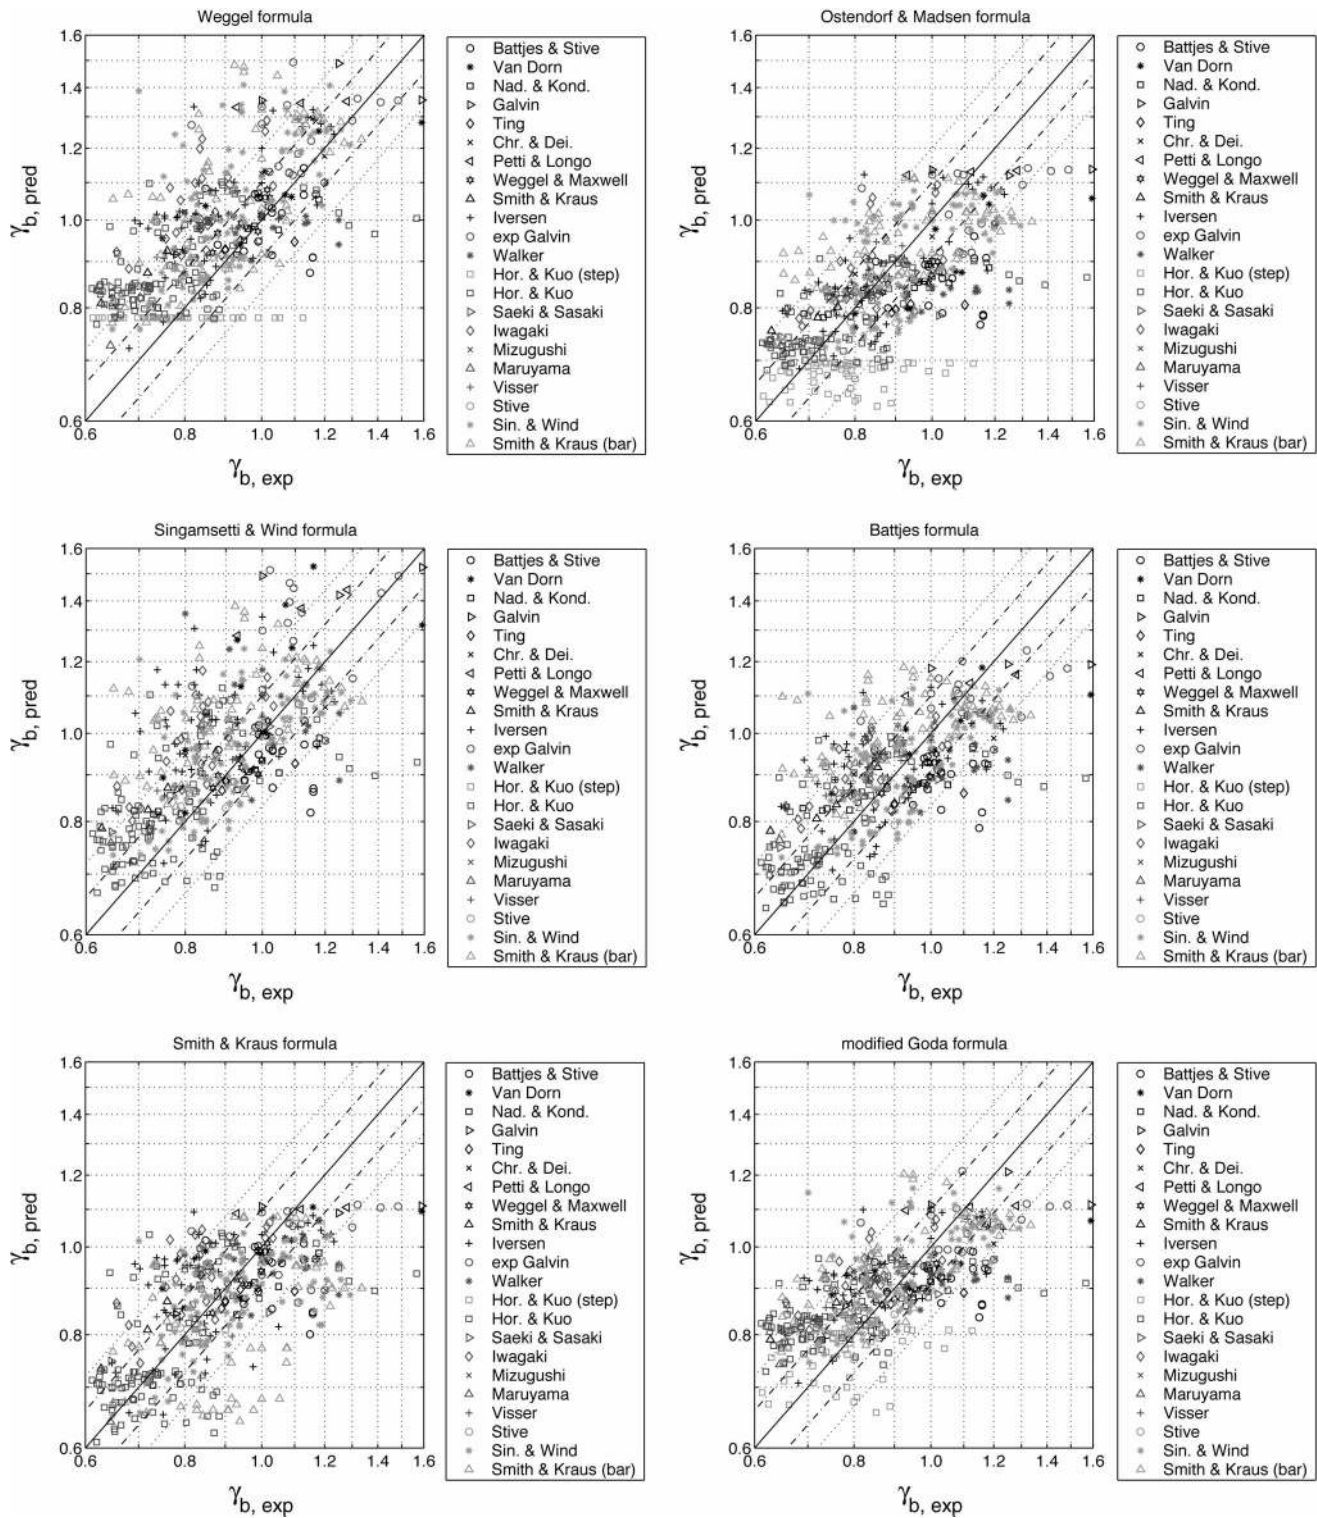 Weggel formula
1.6
1.4
1.2
1.0
0.8
0.6
γb, pred
0.6 0.8 1.0 1.2 1.4 1.6
γb, exp
Battjes & Stive
Van Dorn
Nad. & Kond.
Galvin
Ting
Chr. & Dei.
Petti & Longo
Weggel & Maxwell
Smith & Kraus
Iversen
exp Galvin
Walker
Hor. & Kuo (step)
Hor. & Kuo
Saeki & Sasaki
Iwagaki
Mizugushi
Maruyama
Visser
Stive
Sin. & Wind
Smith & Kraus (bar)
Ostendorf & Madsen formula
1.6
1.4
1.2
1.0
0.8
0.6
γb, pred
0.6 0.8 1.0 1.2 1.4 1.6
γb, exp
Battjes & Stive
Van Dorn
Nad. & Kond.
Galvin
Ting
Chr. & Dei.
Petti & Longo
Weggel & Maxwell
Smith & Kraus
Iversen
exp Galvin
Walker
Hor. & Kuo (step)
Hor. & Kuo
Saeki & Sasaki
Iwagaki
Mizugushi
Maruyama
Visser
Stive
Sin. & Wind
Smith & Kraus (bar)
Singamsetti & Wind formula
1.6
1.4
1.2
1.0
0.8
0.6
γb, pred
0.6 0.8 1.0 1.2 1.4 1.6
γb, exp
Battjes & Stive
Van Dorn
Nad. & Kond.
Galvin
Ting
Chr. & Dei.
Petti & Longo
Weggel & Maxwell
Smith & Kraus
Iversen
exp Galvin
Walker
Hor. & Kuo (step)
Hor. & Kuo
Saeki & Sasaki
Iwagaki
Mizugushi
Maruyama
Visser
Stive
Sin. & Wind
Smith & Kraus (bar)
Battjes formula
1.6
1.4
1.2
1.0
0.8
0.6
γb, pred
0.6 0.8 1.0 1.2 1.4 1.6
γb, exp
Battjes & Stive
Van Dorn
Nad. & Kond.
Galvin
Ting
Chr. & Dei.
Petti & Longo
Weggel & Maxwell
Smith & Kraus
Iversen
exp Galvin
Walker
Hor. & Kuo (step)
Hor. & Kuo
Saeki & Sasaki
Iwagaki
Mizugushi
Maruyama
Visser
Stive
Sin. & Wind
Smith & Kraus (bar)
Smith & Kraus formula
1.6
1.4
1.2
1.0
0.8
0.6
γb, pred
0.6 0.8 1.0 1.2 1.4 1.6
γb, exp
Battjes & Stive
Van Dorn
Nad. & Kond.
Galvin
Ting
Chr. & Dei.
Petti & Longo
Weggel & Maxwell
Smith & Kraus
Iversen
exp Galvin
Walker
Hor. & Kuo (step)
Hor. & Kuo
Saeki & Sasaki
Iwagaki
Mizugushi
Maruyama
Visser
Stive
Sin. & Wind
Smith & Kraus (bar)
modified Goda formula
1.6
1.4
1.2
1.0
0.8
0.6
γb, pred
0.6 0.8 1.0 1.2 1.4 1.6
γb, exp
Battjes & Stive
Van Dorn
Nad. & Kond.
Galvin
Ting
Chr. & Dei.
Petti & Longo
Weggel & Maxwell
Smith & Kraus
Iversen
exp Galvin
Walker
Hor. & Kuo (step)
Hor. & Kuo
Saeki & Sasaki
Iwagaki
Mizugushi
Maruyama
Visser
Stive
Sin. & Wind
Smith & Kraus (bar)